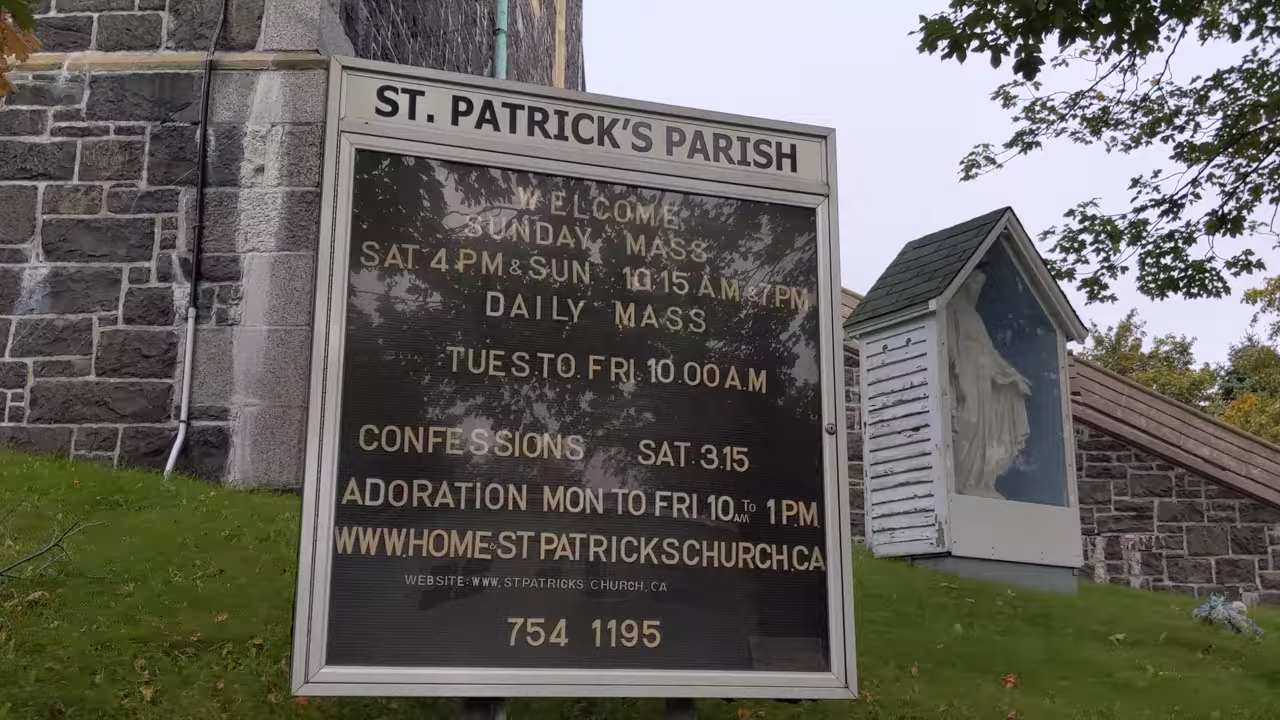 ST. PATRICK'S PARISH
WELCOME
SUNDAY MASS
SAT. 4 PM & SUN 10.15 AM & 7PM
DAILY MASS
TUES. TO. FRI 10.00 A.M
CONFESSIONS SAT. 3.15
ADORATION MON TO FRI 10 AM TO 1 P.M.
WWW.HOME&ST PATRICKSCHURCH.CA
WEBSITE: WWW. STPATRICKS CHURCH. CA
754 1195